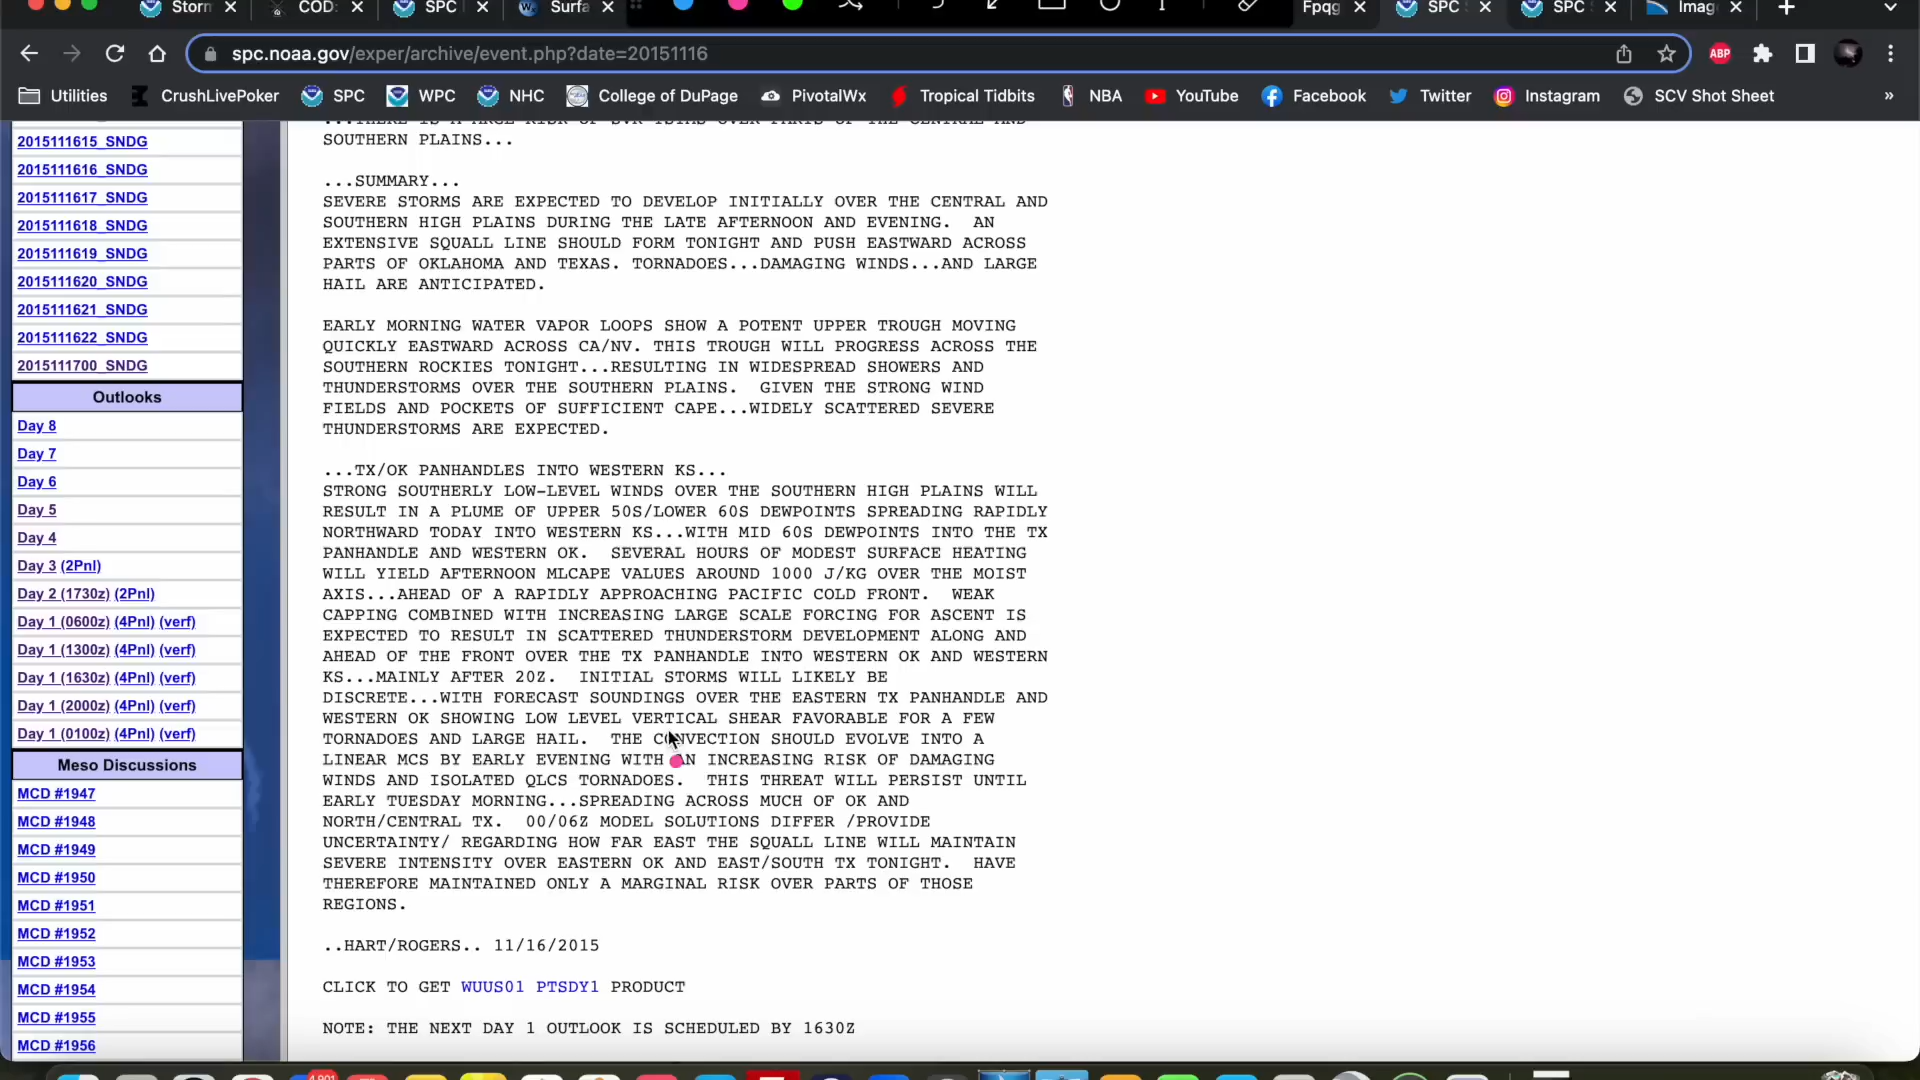 Storm
COD:
SPC
Surfa
Fpqg
SPC
SPC
Imag
spc.noaa.gov/exper/archive/event.php?date=20151116
ABP
Utilities
CrushLivePoker
SPC
WPC
NHC
College of DuPage
PivotalWx
Tropical Tidbits
NBA
YouTube
Facebook
Twitter
Instagram
SCV Shot Sheet
»
2015111615_SNDG
2015111616_SNDG
2015111617_SNDG
2015111618_SNDG
2015111619_SNDG
2015111620_SNDG
2015111621_SNDG
2015111622_SNDG
2015111700_SNDG
Outlooks
Day 8
Day 7
Day 6
Day 5
Day 4
Day 3 (2Pnl)
Day 2 (1730z) (2Pnl)
Day 1 (0600z) (4Pnl) (verf)
Day 1 (1300z) (4Pnl) (verf)
Day 1 (1630z) (4Pnl) (verf)
Day 1 (2000z) (4Pnl) (verf)
Day 1 (0100z) (4Pnl) (verf)
Meso Discussions
MCD #1947
MCD #1948
MCD #1949
MCD #1950
MCD #1951
MCD #1952
MCD #1953
MCD #1954
MCD #1955
MCD #1956
SOUTHERN PLAINS...
...SUMMARY...
SEVERE STORMS ARE EXPECTED TO DEVELOP INITIALLY OVER THE CENTRAL AND
SOUTHERN HIGH PLAINS DURING THE LATE AFTERNOON AND EVENING. AN
EXTENSIVE SQUALL LINE SHOULD FORM TONIGHT AND PUSH EASTWARD ACROSS
PARTS OF OKLAHOMA AND TEXAS. TORNADOES...DAMAGING WINDS...AND LARGE
HAIL ARE ANTICIPATED.
EARLY MORNING WATER VAPOR LOOPS SHOW A POTENT UPPER TROUGH MOVING
QUICKLY EASTWARD ACROSS CA/NV. THIS TROUGH WILL PROGRESS ACROSS THE
SOUTHERN ROCKIES TONIGHT...RESULTING IN WIDESPREAD SHOWERS AND
THUNDERSTORMS OVER THE SOUTHERN PLAINS. GIVEN THE STRONG WIND
FIELDS AND POCKETS OF SUFFICIENT CAPE...WIDELY SCATTERED SEVERE
THUNDERSTORMS ARE EXPECTED.
...TX/OK PANHANDLES INTO WESTERN KS...
STRONG SOUTHERLY LOW-LEVEL WINDS OVER THE SOUTHERN HIGH PLAINS WILL
RESULT IN A PLUME OF UPPER 50S/LOWER 60S DEWPOINTS SPREADING RAPIDLY
NORTHWARD TODAY INTO WESTERN KS...WITH MID 60S DEWPOINTS INTO THE TX
PANHANDLE AND WESTERN OK. SEVERAL HOURS OF MODEST SURFACE HEATING
WILL YIELD AFTERNOON MLCAPE VALUES AROUND 1000 J/KG OVER THE MOIST
AXIS...AHEAD OF A RAPIDLY APPROACHING PACIFIC COLD FRONT. WEAK
CAPPING COMBINED WITH INCREASING LARGE SCALE FORCING FOR ASCENT IS
EXPECTED TO RESULT IN SCATTERED THUNDERSTORM DEVELOPMENT ALONG AND
AHEAD OF THE FRONT OVER THE TX PANHANDLE INTO WESTERN OK AND WESTERN
KS...MAINLY AFTER 20Z. INITIAL STORMS WILL LIKELY BE
DISCRETE...WITH FORECAST SOUNDINGS OVER THE EASTERN TX PANHANDLE AND
WESTERN OK SHOWING LOW LEVEL VERTICAL SHEAR FAVORABLE FOR A FEW
TORNADOES AND LARGE HAIL. THE CONVECTION SHOULD EVOLVE INTO A
LINEAR MCS BY EARLY EVENING WITH AN INCREASING RISK OF DAMAGING
WINDS AND ISOLATED QLCS TORNADOES. THIS THREAT WILL PERSIST UNTIL
EARLY TUESDAY MORNING...SPREADING ACROSS MUCH OF OK AND
NORTH/CENTRAL TX. 00/06Z MODEL SOLUTIONS DIFFER /PROVIDE
UNCERTAINTY/ REGARDING HOW FAR EAST THE SQUALL LINE WILL MAINTAIN
SEVERE INTENSITY OVER EASTERN OK AND EAST/SOUTH TX TONIGHT. HAVE
THEREFORE MAINTAINED ONLY A MARGINAL RISK OVER PARTS OF THOSE
REGIONS.
..HART/ROGERS.. 11/16/2015
CLICK TO GET WUUS01 PTSDY1 PRODUCT
NOTE: THE NEXT DAY 1 OUTLOOK IS SCHEDULED BY 1630Z
4,901